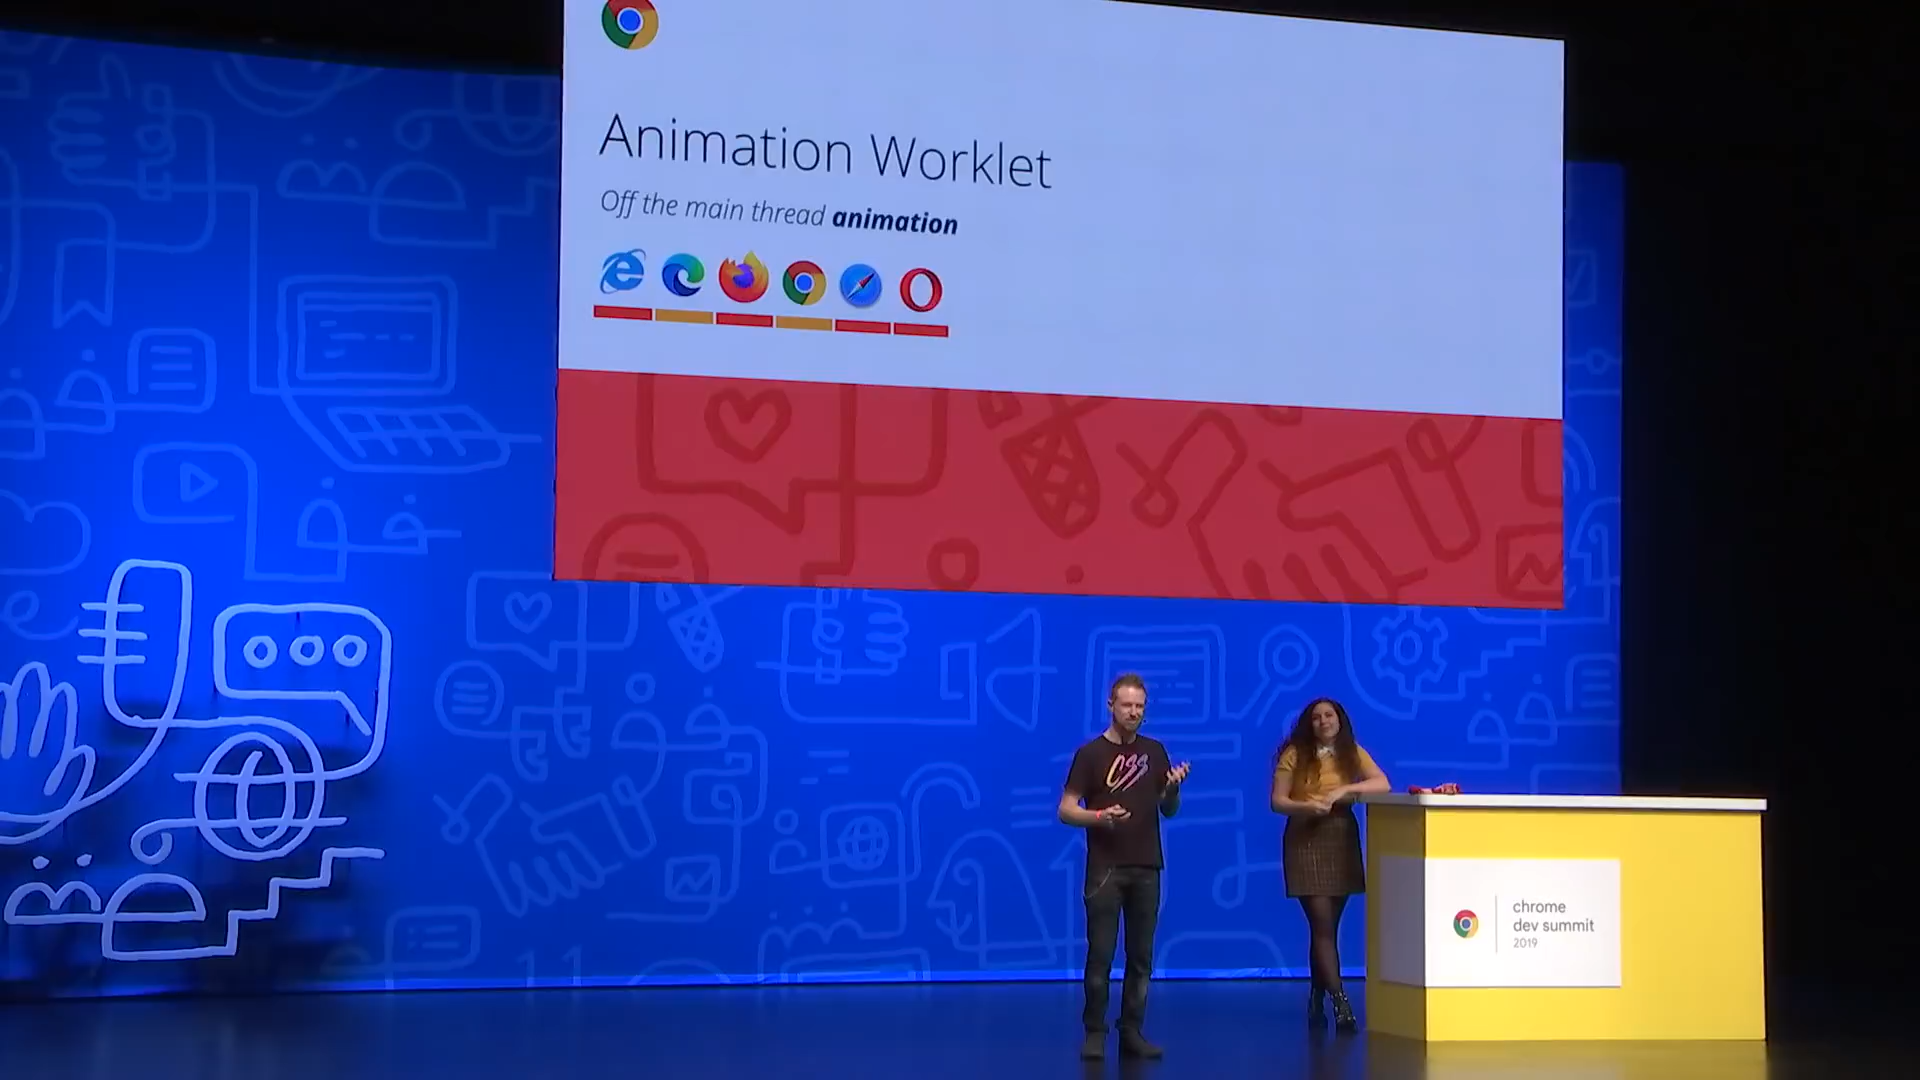 Animation Worklet
Off the main thread animation
CSS
chrome
dev summit
2019